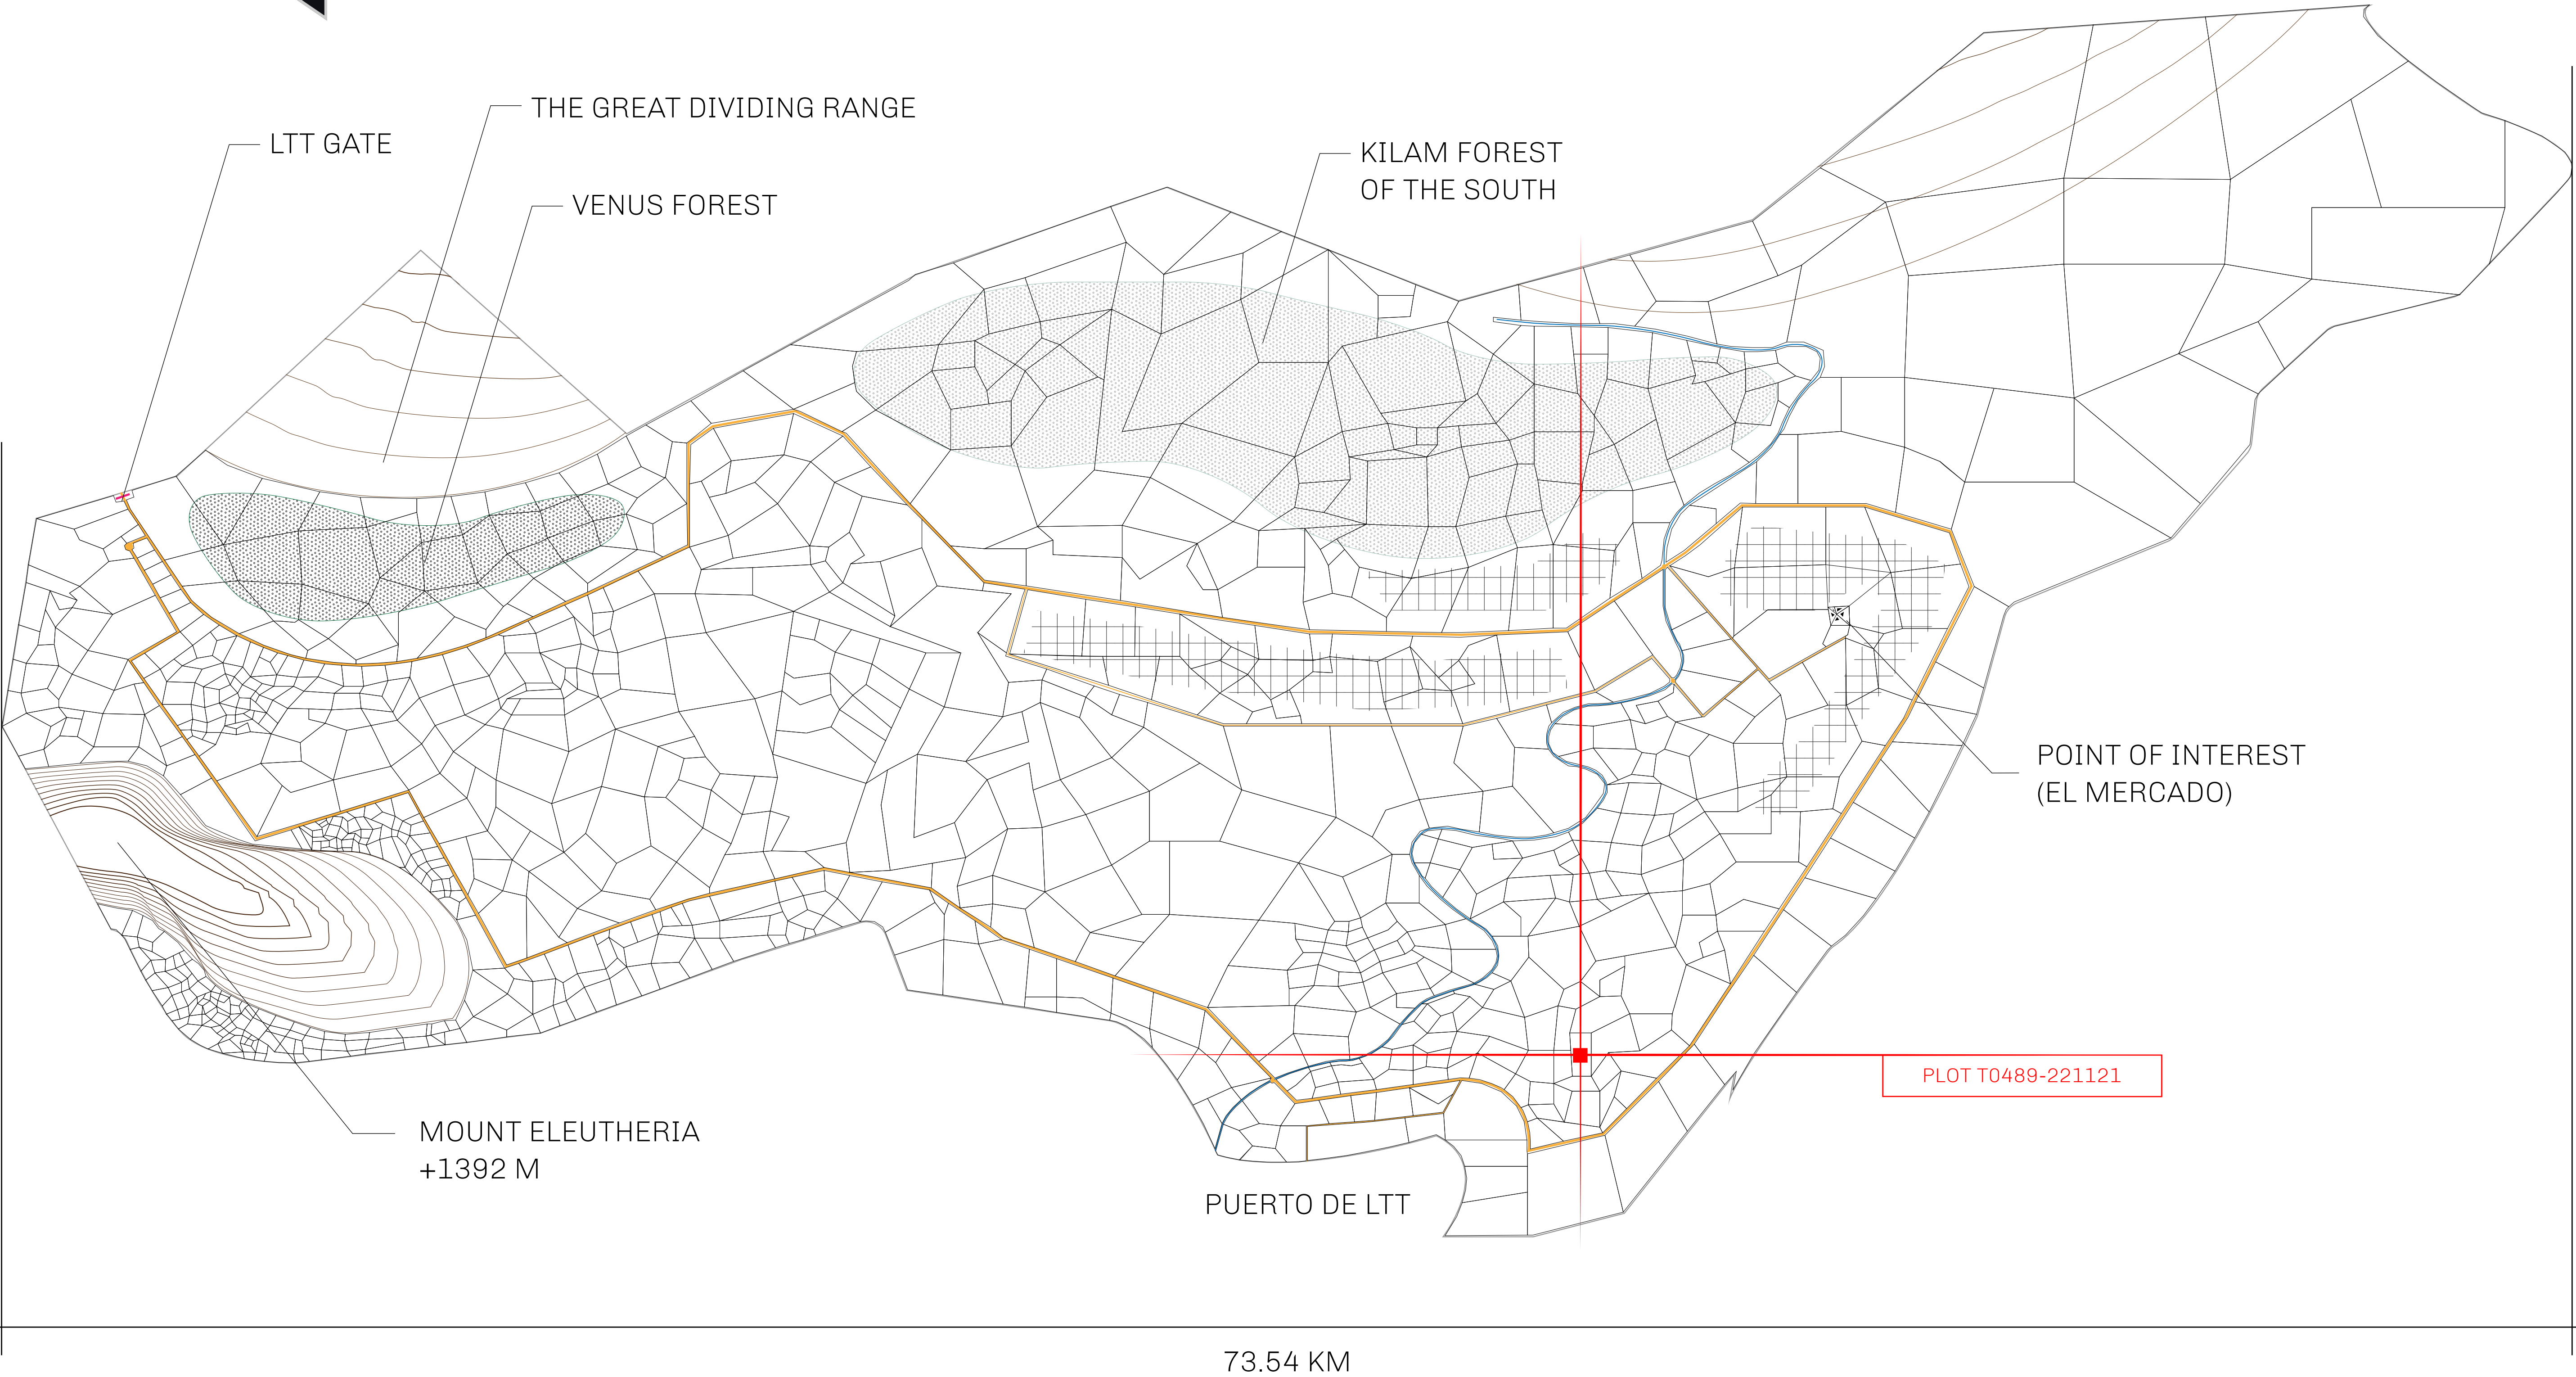 THE GREAT DIVIDING RANGE
LTT GATE
KILAM FOREST
OF THE SOUTH
VENUS FOREST
POINT OF INTEREST
(EL MERCADO)
PLOT T0489-221121
MOUNT ELEUTHERIA
+1392 M
PUERTO DE LTT
73.54 KM